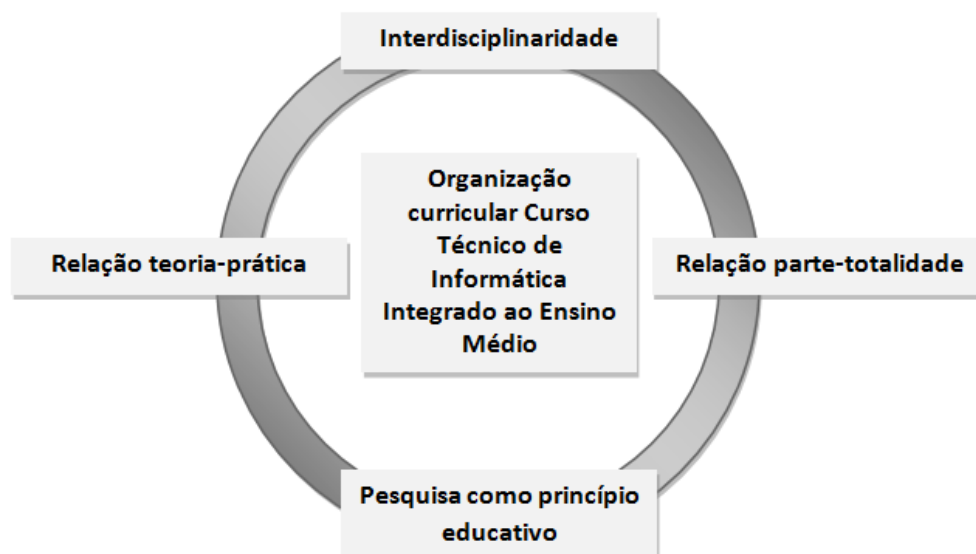 Interdisciplinaridade
Organização
curricular Curso
Técnico de
Informática
Integrado ao Ensino
Médio
Relação teoria-prática
Relação parte-totalidade
Pesquisa como princípio
educativo